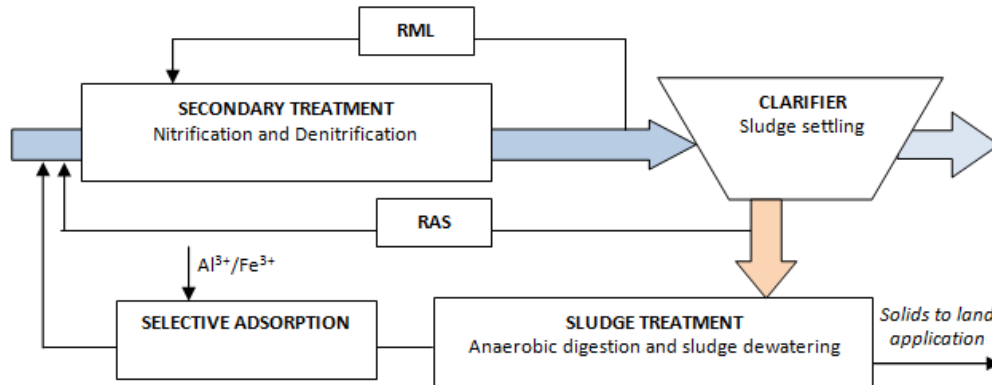 RML
SECONDARY TREATMENT
Nitrification and Denitrification
CLARIFIER
Sludge settling
RAS
Al³⁺/Fe³⁺
SELECTIVE ADSORPTION
SLUDGE TREATMENT
Anaerobic digestion and sludge dewatering
Solids to land
application